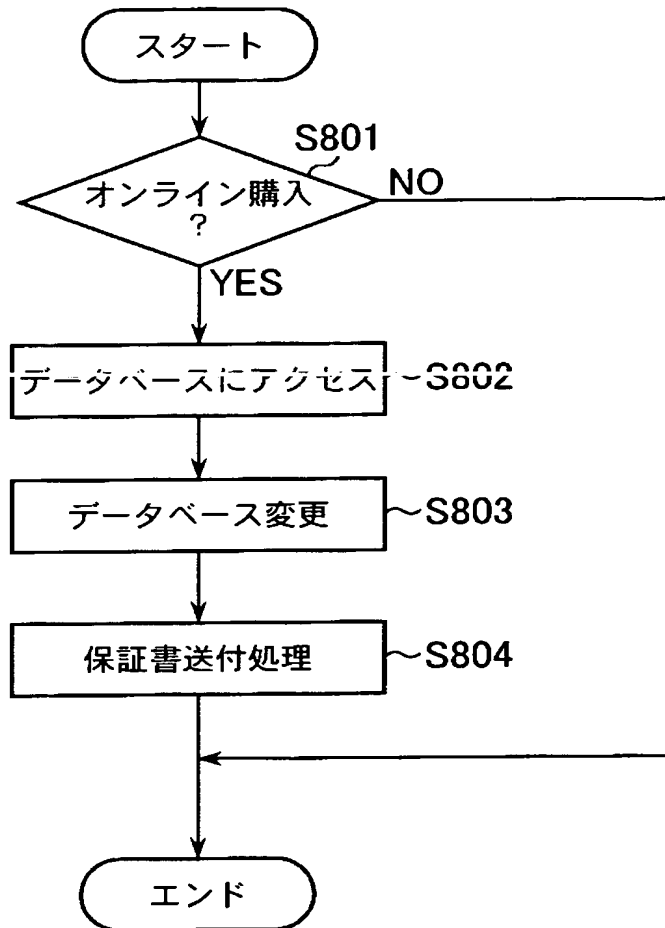 スタート
S801
オンライン購入
?
NO
YES
データベースにアクセス
S802
データベース変更
S803
保証書送付処理
S804
エンド